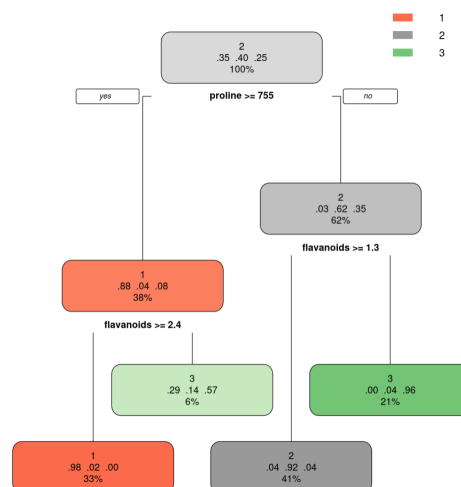 1
2
3
2
.35 .40 .25
100%
yes
proline >= 755
no
2
.03 .62 .35
62%
flavanoids >= 1.3
1
.88 .04 .08
38%
flavanoids >= 2.4
3
.29 .14 .57
6%
3
.00 .04 .96
21%
1
.98 .02 .00
33%
2
.04 .92 .04
41%